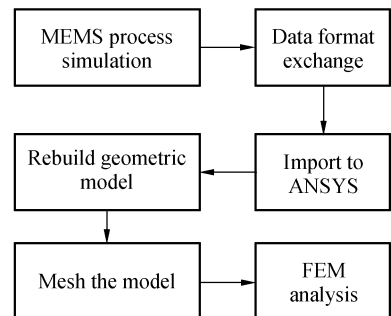 MEMS process
simulation
Data format
exchange
Rebuild geometric
model
Import to
ANSYS
Mesh the model
FEM
analysis